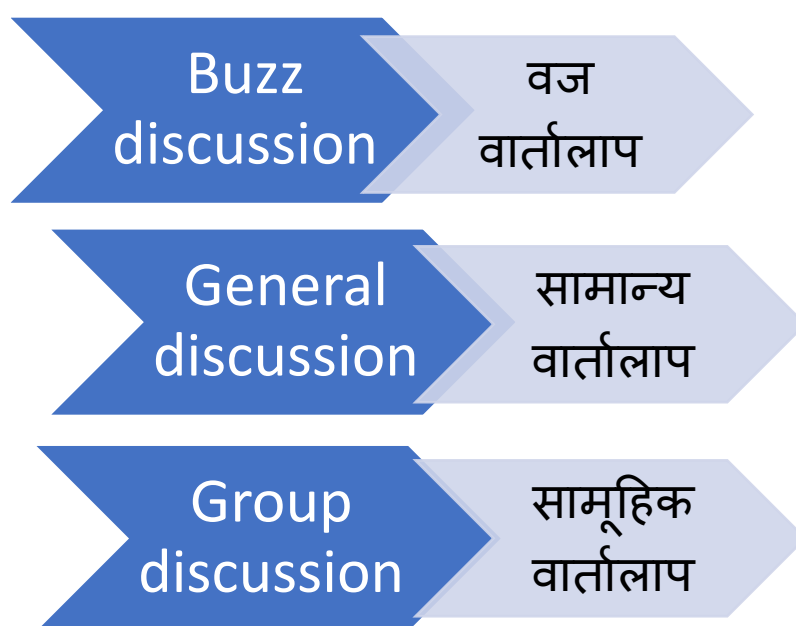 Buzz
discussion
वज
वार्तालाप
General
discussion
सामान्य
वार्तालाप
Group
discussion
सामूहिक
वार्तालाप